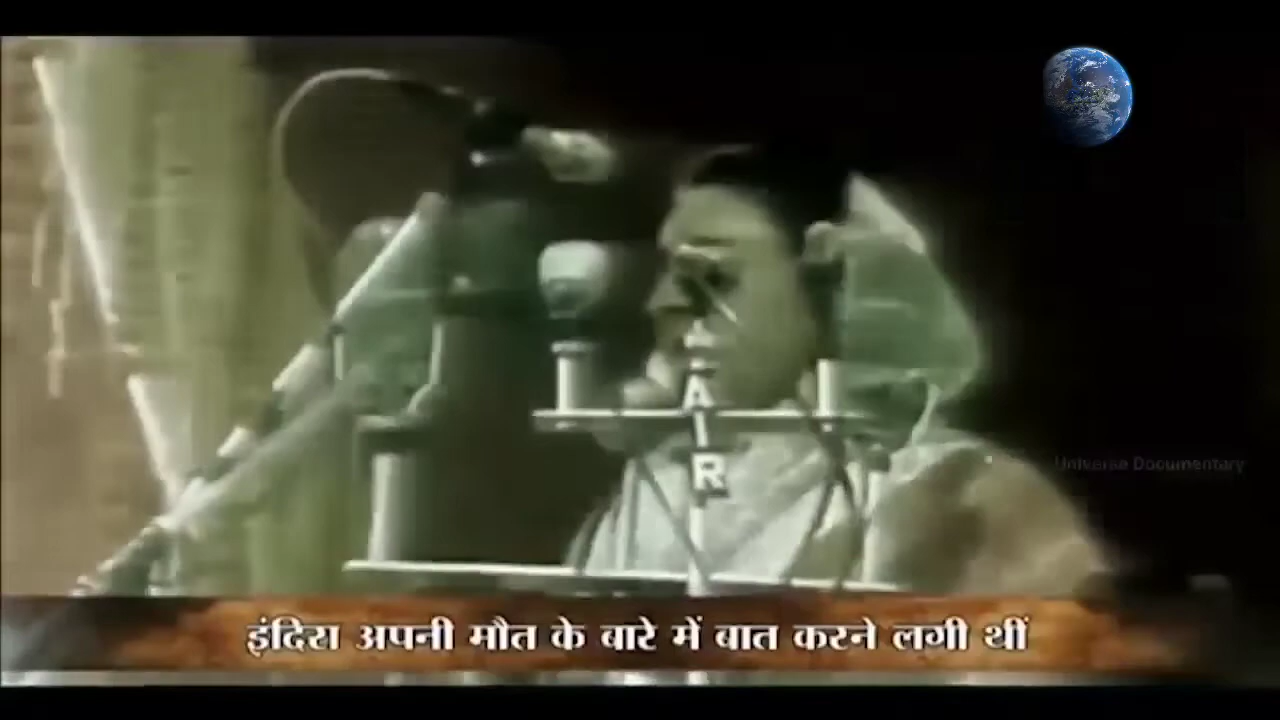 AIR
Universe Documentary
इंदिरा अपनी मौत के बारे में बात करने लगी थीं